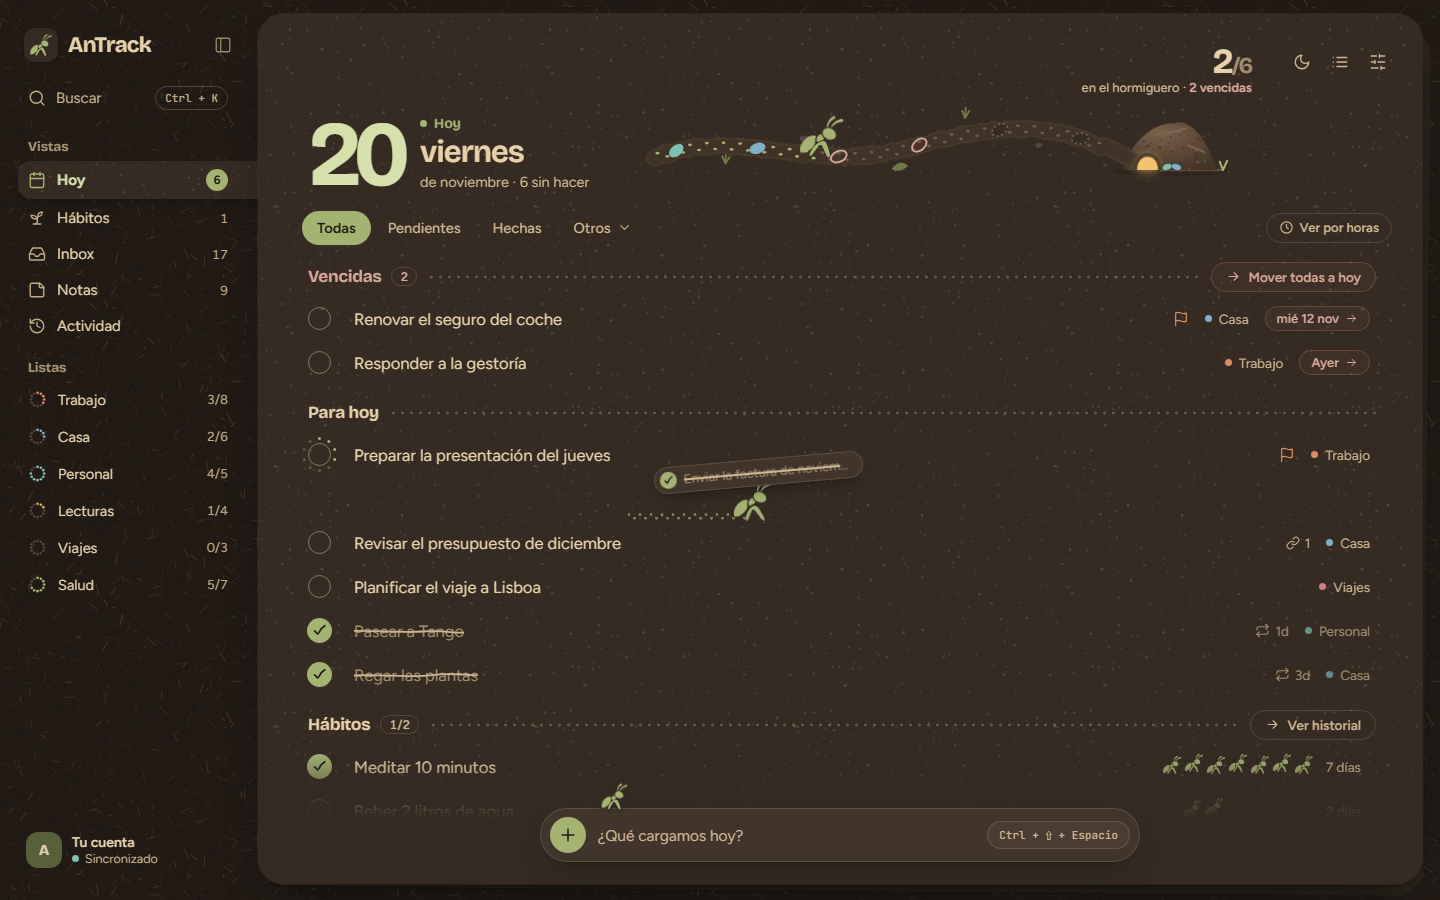 AnTrack
Buscar
Ctrl + K
Vistas
Hoy 6
Hábitos 1
Inbox 17
Notas 9
Actividad
Listas
Trabajo 3/8
Casa 2/6
Personal 4/5
Lecturas 1/4
Viajes 0/3
Salud 5/7
A
Tu cuenta
Sincronizado
2/6
en el hormiguero · 2 vencidas
20
Hoy
viernes
de noviembre · 6 sin hacer
Todas Pendientes Hechas Otros
Ver por horas
Vencidas 2
Mover todas a hoy
Renovar el seguro del coche Casa mié 12 nov →
Responder a la gestoría Trabajo Ayer →
Para hoy
Preparar la presentación del jueves Trabajo
Enviar la factura de noviem…
Revisar el presupuesto de diciembre 1 Casa
Planificar el viaje a Lisboa Viajes
Pasear a Tango 1d Personal
Regar las plantas 3d Casa
Hábitos 1/2
→ Ver historial
Meditar 10 minutos 7 días
Beber 2 litros de agua 2 días
¿Qué cargamos hoy?
Ctrl + ⇧ + Espacio